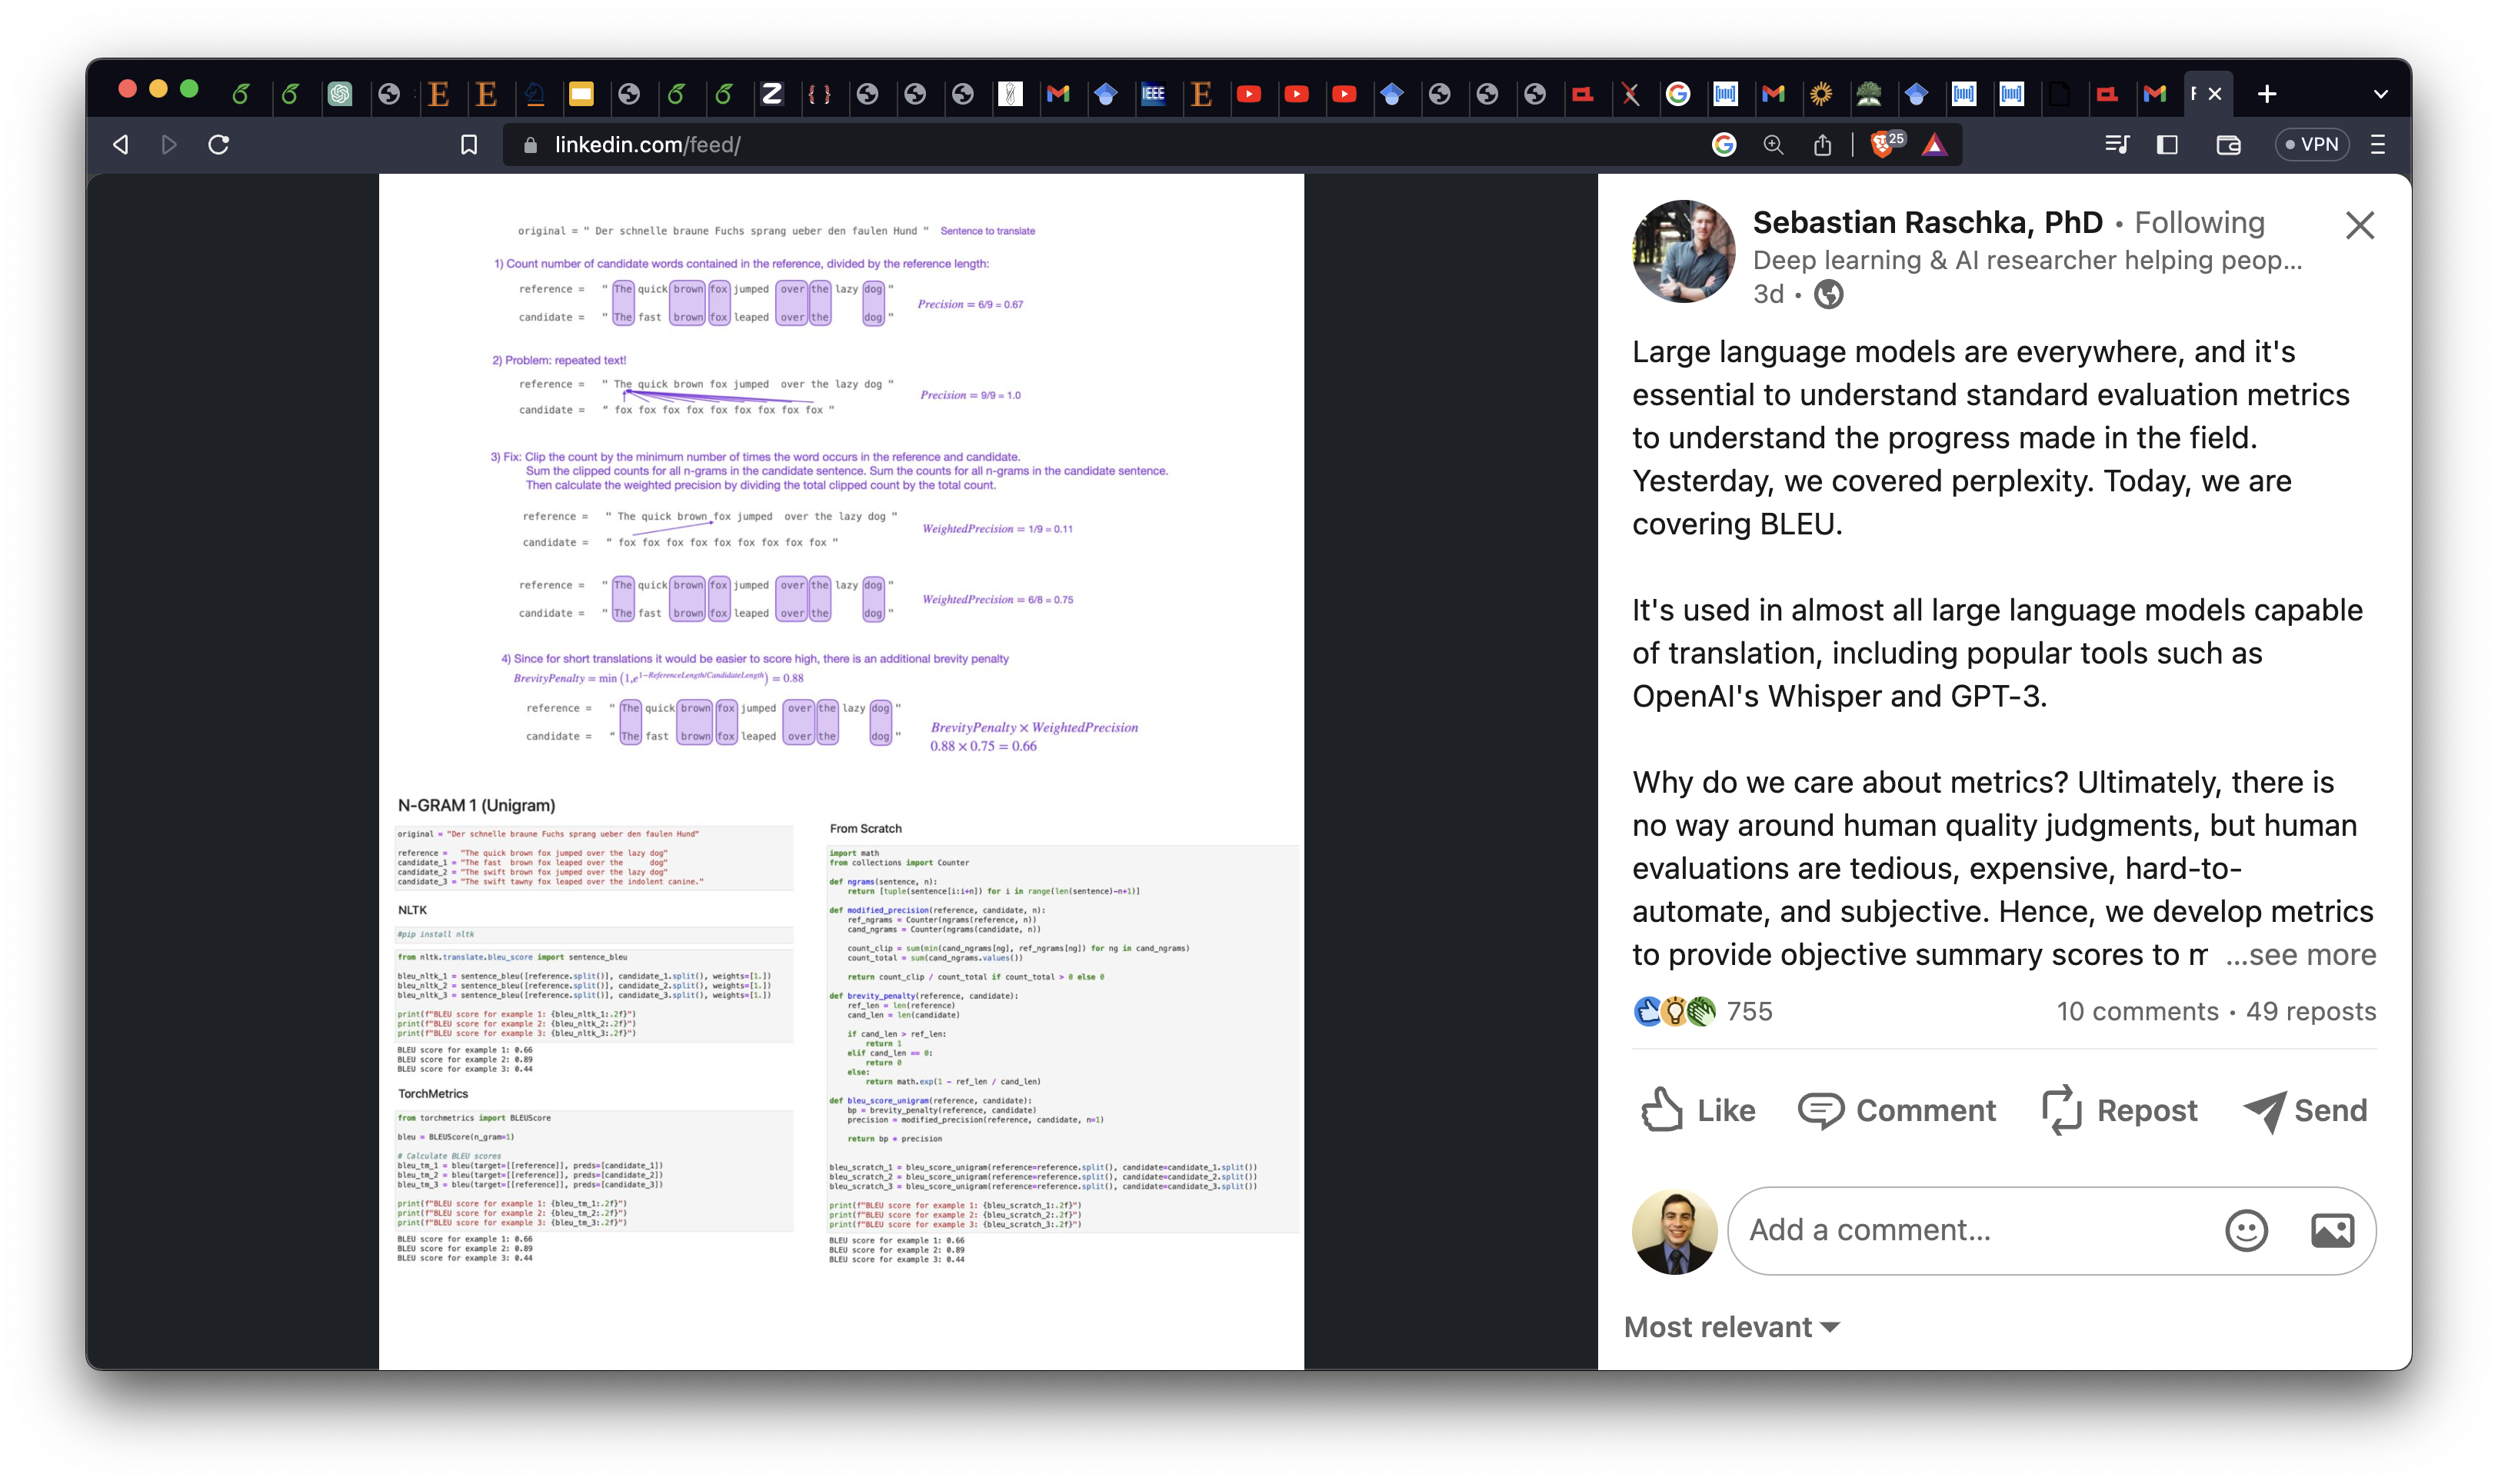 linkedin.com/feed/
25
VPN
original = " Der schnelle braune Fuchs sprang ueber den faulen Hund " Sentence to translate
1) Count number of candidate words contained in the reference, divided by the reference length:
reference = " The quick brown fox jumped over the lazy dog "
candidate = " The fast brown fox leaped over the dog "
Precision = 6/9 = 0.67
2) Problem: repeated text!
reference = " The quick brown fox jumped over the lazy dog "
candidate = " fox fox fox fox fox fox fox fox fox "
Precision = 9/9 = 1.0
3) Fix: Clip the count by the minimum number of times the word occurs in the reference and candidate.
Sum the clipped counts for all n-grams in the candidate sentence. Sum the counts for all n-grams in the candidate sentence.
Then calculate the weighted precision by dividing the total clipped count by the total count.
reference = " The quick brown fox jumped over the lazy dog "
candidate = " fox fox fox fox fox fox fox fox fox "
WeightedPrecision = 1/9 = 0.11
reference = " The quick brown fox jumped over the lazy dog "
candidate = " The fast brown fox leaped over the dog "
WeightedPrecision = 6/8 = 0.75
4) Since for short translations it would be easier to score high, there is an additional brevity penalty
BrevityPenalty = min (1,e^1−ReferenceLength/CandidateLength) = 0.88
reference = " The quick brown fox jumped over the lazy dog "
candidate = " The fast brown fox leaped over the dog "
BrevityPenalty × WeightedPrecision
0.88 × 0.75 = 0.66
N-GRAM 1 (Unigram)
original = "Der schnelle braune Fuchs sprang ueber den faulen Hund"
reference = "The quick brown fox jumped over the lazy dog"
candidate_1 = "The fast brown fox leaped over the dog"
candidate_2 = "The swift brown fox jumped over the lazy dog"
candidate_3 = "The swift tawny fox leaped over the indolent canine."
NLTK
#pip install nltk
from nltk.translate.bleu_score import sentence_bleu
bleu_nltk_1 = sentence_bleu([reference.split()], candidate_1.split(), weights=[1.])
bleu_nltk_2 = sentence_bleu([reference.split()], candidate_2.split(), weights=[1.])
bleu_nltk_3 = sentence_bleu([reference.split()], candidate_3.split(), weights=[1.])
print(f"BLEU score for example 1: {bleu_nltk_1:.2f}")
print(f"BLEU score for example 2: {bleu_nltk_2:.2f}")
print(f"BLEU score for example 3: {bleu_nltk_3:.2f}")
BLEU score for example 1: 0.66
BLEU score for example 2: 0.89
BLEU score for example 3: 0.44
TorchMetrics
from torchmetrics import BLEUScore
bleu = BLEUScore(n_gram=1)
# Calculate BLEU scores
bleu_tm_1 = bleu(target=[[reference]], preds=[candidate_1])
bleu_tm_2 = bleu(target=[[reference]], preds=[candidate_2])
bleu_tm_3 = bleu(target=[[reference]], preds=[candidate_3])
print(f"BLEU score for example 1: {bleu_tm_1:.2f}")
print(f"BLEU score for example 2: {bleu_tm_2:.2f}")
print(f"BLEU score for example 3: {bleu_tm_3:.2f}")
BLEU score for example 1: 0.66
BLEU score for example 2: 0.89
BLEU score for example 3: 0.44
From Scratch
import math
from collections import Counter
def ngrams(sentence, n):
return [tuple(sentence[i:i+n]) for i in range(len(sentence)-n+1)]
def modified_precision(reference, candidate, n):
ref_ngrams = Counter(ngrams(reference, n))
cand_ngrams = Counter(ngrams(candidate, n))
count_clip = sum(min(cand_ngrams[ng], ref_ngrams[ng]) for ng in cand_ngrams)
count_total = sum(cand_ngrams.values())
return count_clip / count_total if count_total > 0 else 0
def brevity_penalty(reference, candidate):
ref_len = len(reference)
cand_len = len(candidate)
if cand_len > ref_len:
return 1
elif cand_len == 0:
return 0
else:
return math.exp(1 - ref_len / cand_len)
def bleu_score_unigram(reference, candidate):
bp = brevity_penalty(reference, candidate)
precision = modified_precision(reference, candidate, n=1)
return bp * precision
bleu_scratch_1 = bleu_score_unigram(reference=reference.split(), candidate=candidate_1.split())
bleu_scratch_2 = bleu_score_unigram(reference=reference.split(), candidate=candidate_2.split())
bleu_scratch_3 = bleu_score_unigram(reference=reference.split(), candidate=candidate_3.split())
print(f"BLEU score for example 1: {bleu_scratch_1:.2f}")
print(f"BLEU score for example 2: {bleu_scratch_2:.2f}")
print(f"BLEU score for example 3: {bleu_scratch_3:.2f}")
BLEU score for example 1: 0.66
BLEU score for example 2: 0.89
BLEU score for example 3: 0.44
Sebastian Raschka, PhD • Following
Deep learning & AI researcher helping peop...
3d •
Large language models are everywhere, and it's
essential to understand standard evaluation metrics
to understand the progress made in the field.
Yesterday, we covered perplexity. Today, we are
covering BLEU.
It's used in almost all large language models capable
of translation, including popular tools such as
OpenAI's Whisper and GPT-3.
Why do we care about metrics? Ultimately, there is
no way around human quality judgments, but human
evaluations are tedious, expensive, hard-to-
automate, and subjective. Hence, we develop metrics
to provide objective summary scores to m ...see more
755
10 comments • 49 reposts
Like
Comment
Repost
Send
Add a comment...
Most relevant